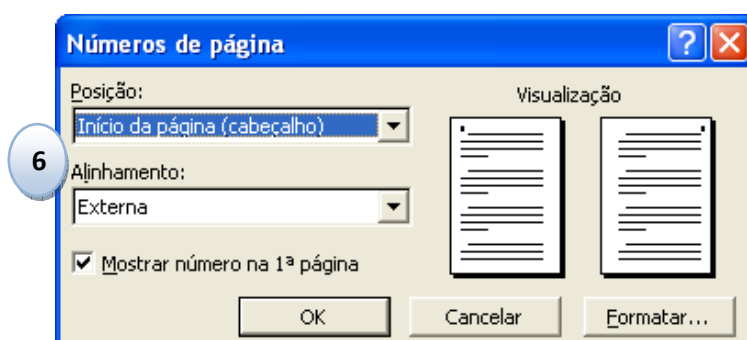 Números de página
Posição:
Visualização
Início da página (cabeçalho)
6
Alinhamento:
Externa
Mostrar número na 1ª página
OK
Cancelar
Formatar...